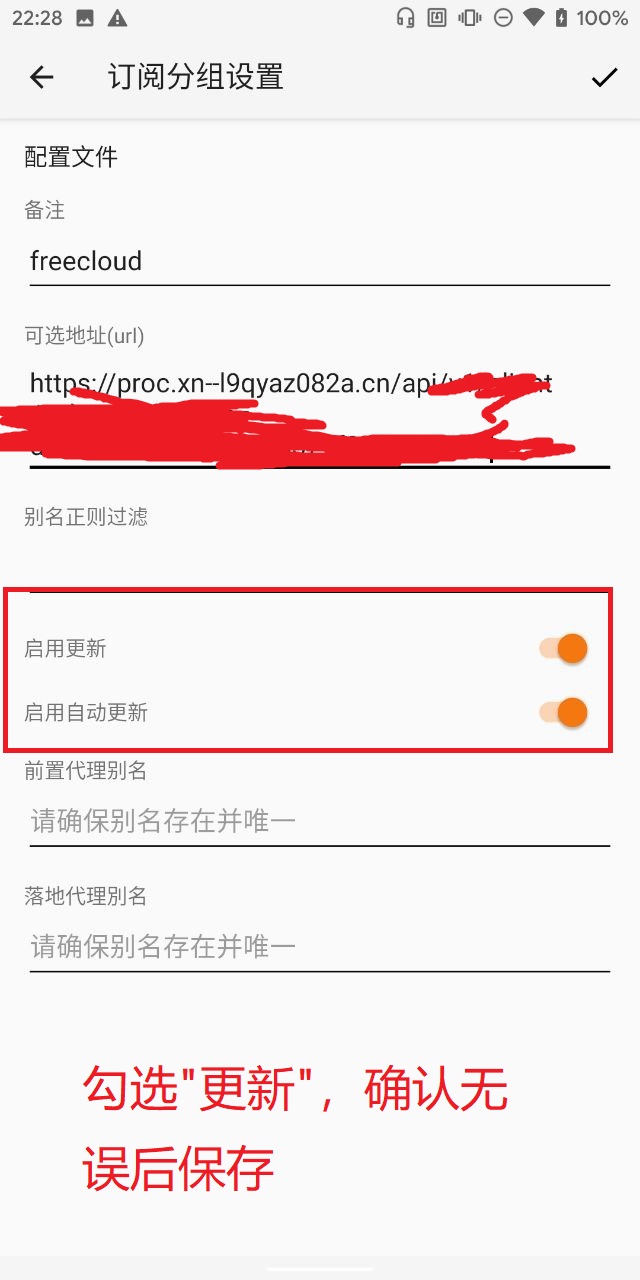 22:28
100%
订阅分组设置
配置文件
备注
freecloud
可选地址(url)
https://proc.xn--l9qyaz082a.cn/api/
别名正则过滤
启用更新
启用自动更新
前置代理别名
请确保别名存在并唯一
落地代理别名
请确保别名存在并唯一
勾选"更新"，确认无
误后保存